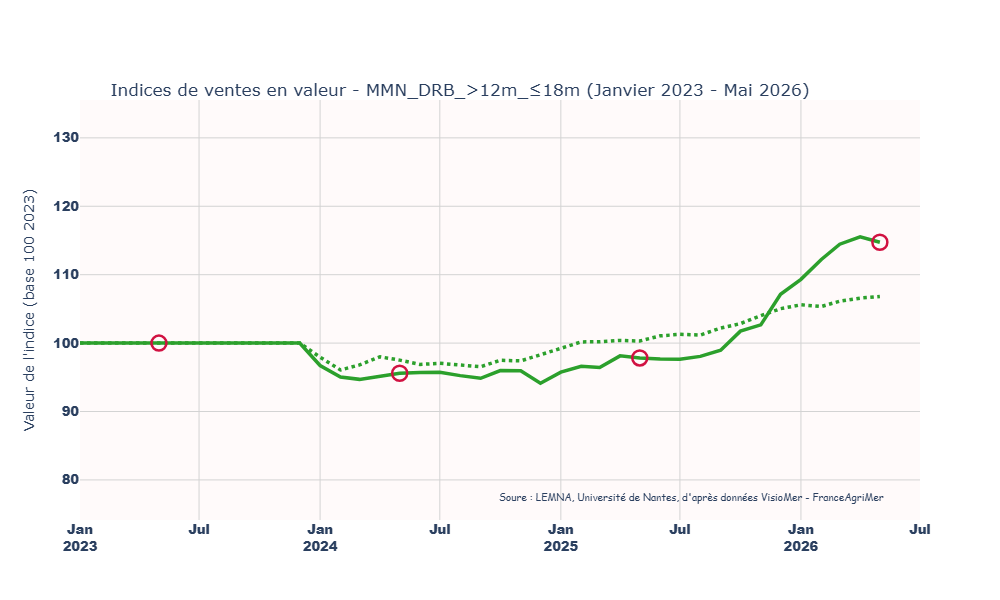 Indices de ventes en valeur - MMN_DRB_>12m_≤18m (Janvier 2023 - Mai 2026)
Valeur de l'indice (base 100 2023)
130
120
110
100
90
80
Soure : LEMNA, Université de Nantes, d'après données VisioMer - FranceAgriMer
Jan Jul Jan Jul Jan Jul Jan Jul
2023 2024 2025 2026